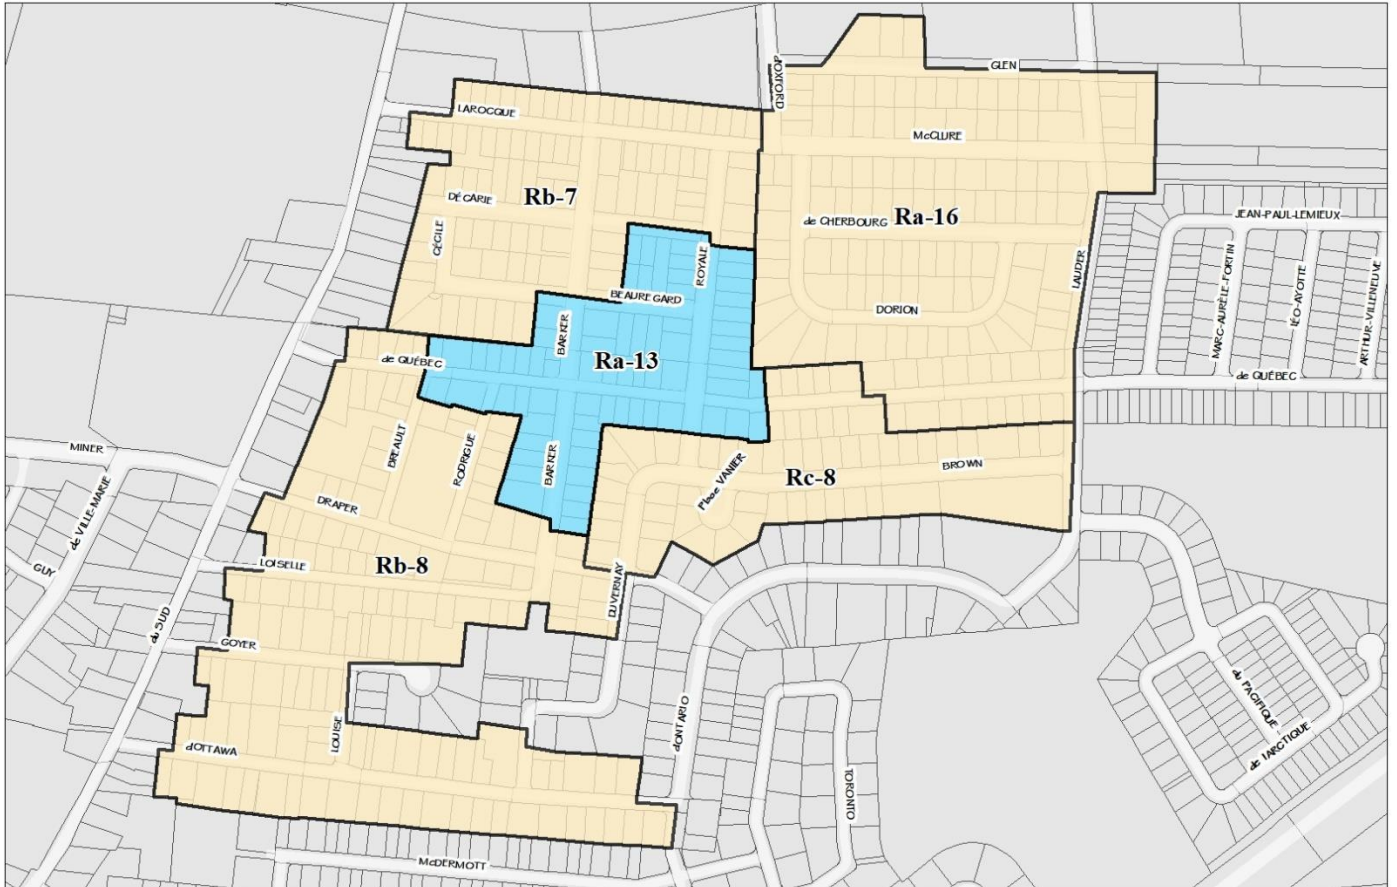 GLEN
d'OXFORD
LAROCQUE
McCLURE
DÉCARIE
Rb-7
de CHERBOURG
Ra-16
JEAN-PAUL-LEMIEUX
CÉCILE
ROYALE
LAUDER
MARC-AURÈLE-FORTIN
LÉO-AYOTTE
ARTHUR-VILLENEUVE
BEAUREGARD
DORION
BARKER
de QUÉBEC
Ra-13
de QUÉBEC
MINER
BREAULT
RODRIGUE
BARKER
Place VANIER
Rc-8
BROWN
de VILLE-MARIE
DRAPER
GUY
LOISELLE
Rb-8
DUVERNAY
du SUD
GOYER
du PACIFIQUE
LOUISE
d'ONTARIO
d'OTTAWA
de l'ARCTIQUE
TORONTO
McDERMOTT